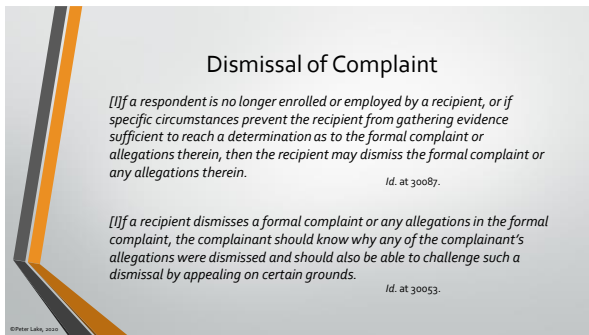 Dismissal of Complaint
[I]f a respondent is no longer enrolled or employed by a recipient, or if
specific circumstances prevent the recipient from gathering evidence
sufficient to reach a determination as to the formal complaint or
allegations therein, then the recipient may dismiss the formal complaint or
any allegations therein.
Id. at 30087.
[I]f a recipient dismisses a formal complaint or any allegations in the formal
complaint, the complainant should know why any of the complainant's
allegations were dismissed and should also be able to challenge such a
dismissal by appealing on certain grounds.
Id. at 30053.
©Peter Lake, 2020